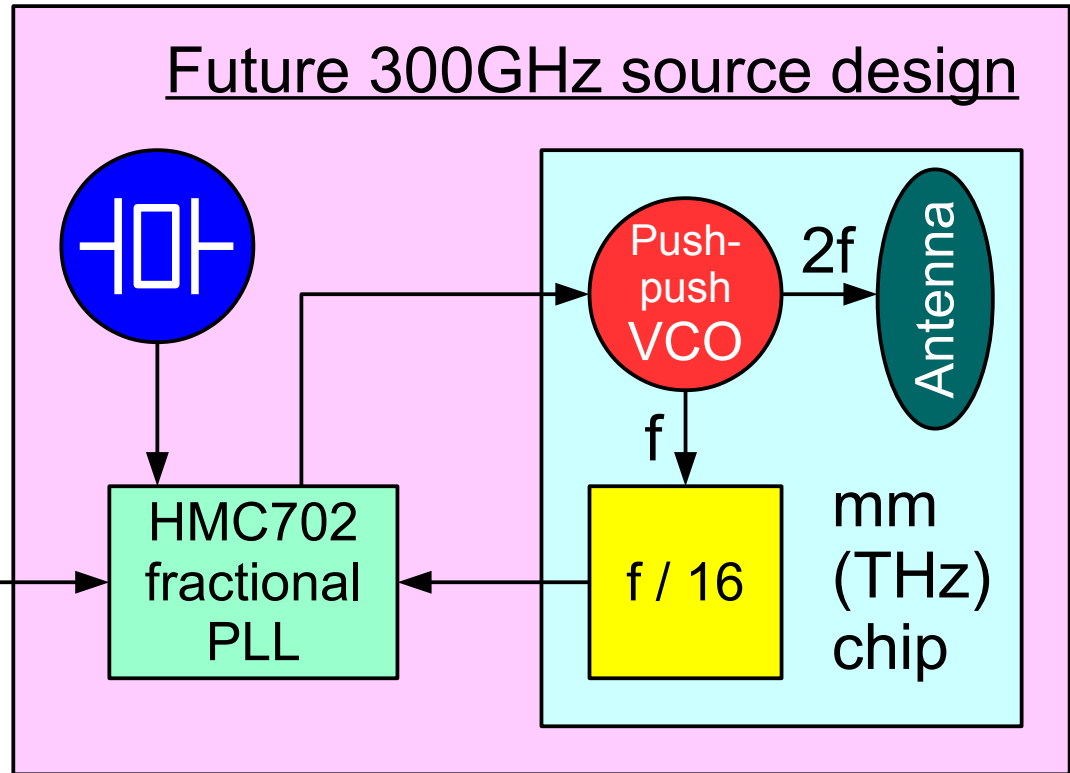 Future 300GHz source design
Push-
push
VCO
2f
Antenna
f
HMC702
fractional
PLL
f / 16
mm
(THz)
chip